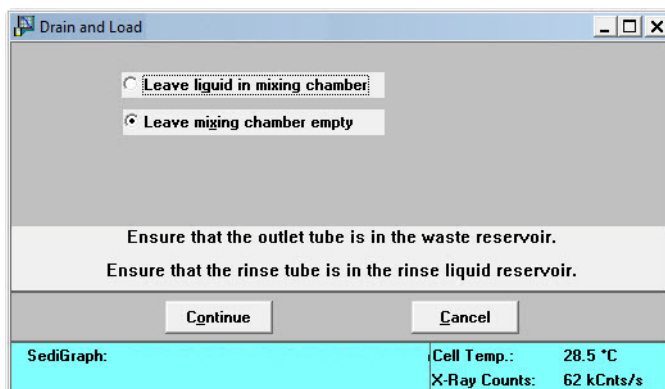 Drain and Load
Leave liquid in mixing chamber
Leave mixing chamber empty
Ensure that the outlet tube is in the waste reservoir.
Ensure that the rinse tube is in the rinse liquid reservoir.
Continue Cancel
SediGraph: Cell Temp.: 28.5 °C
X-Ray Counts: 62 kCnts/s